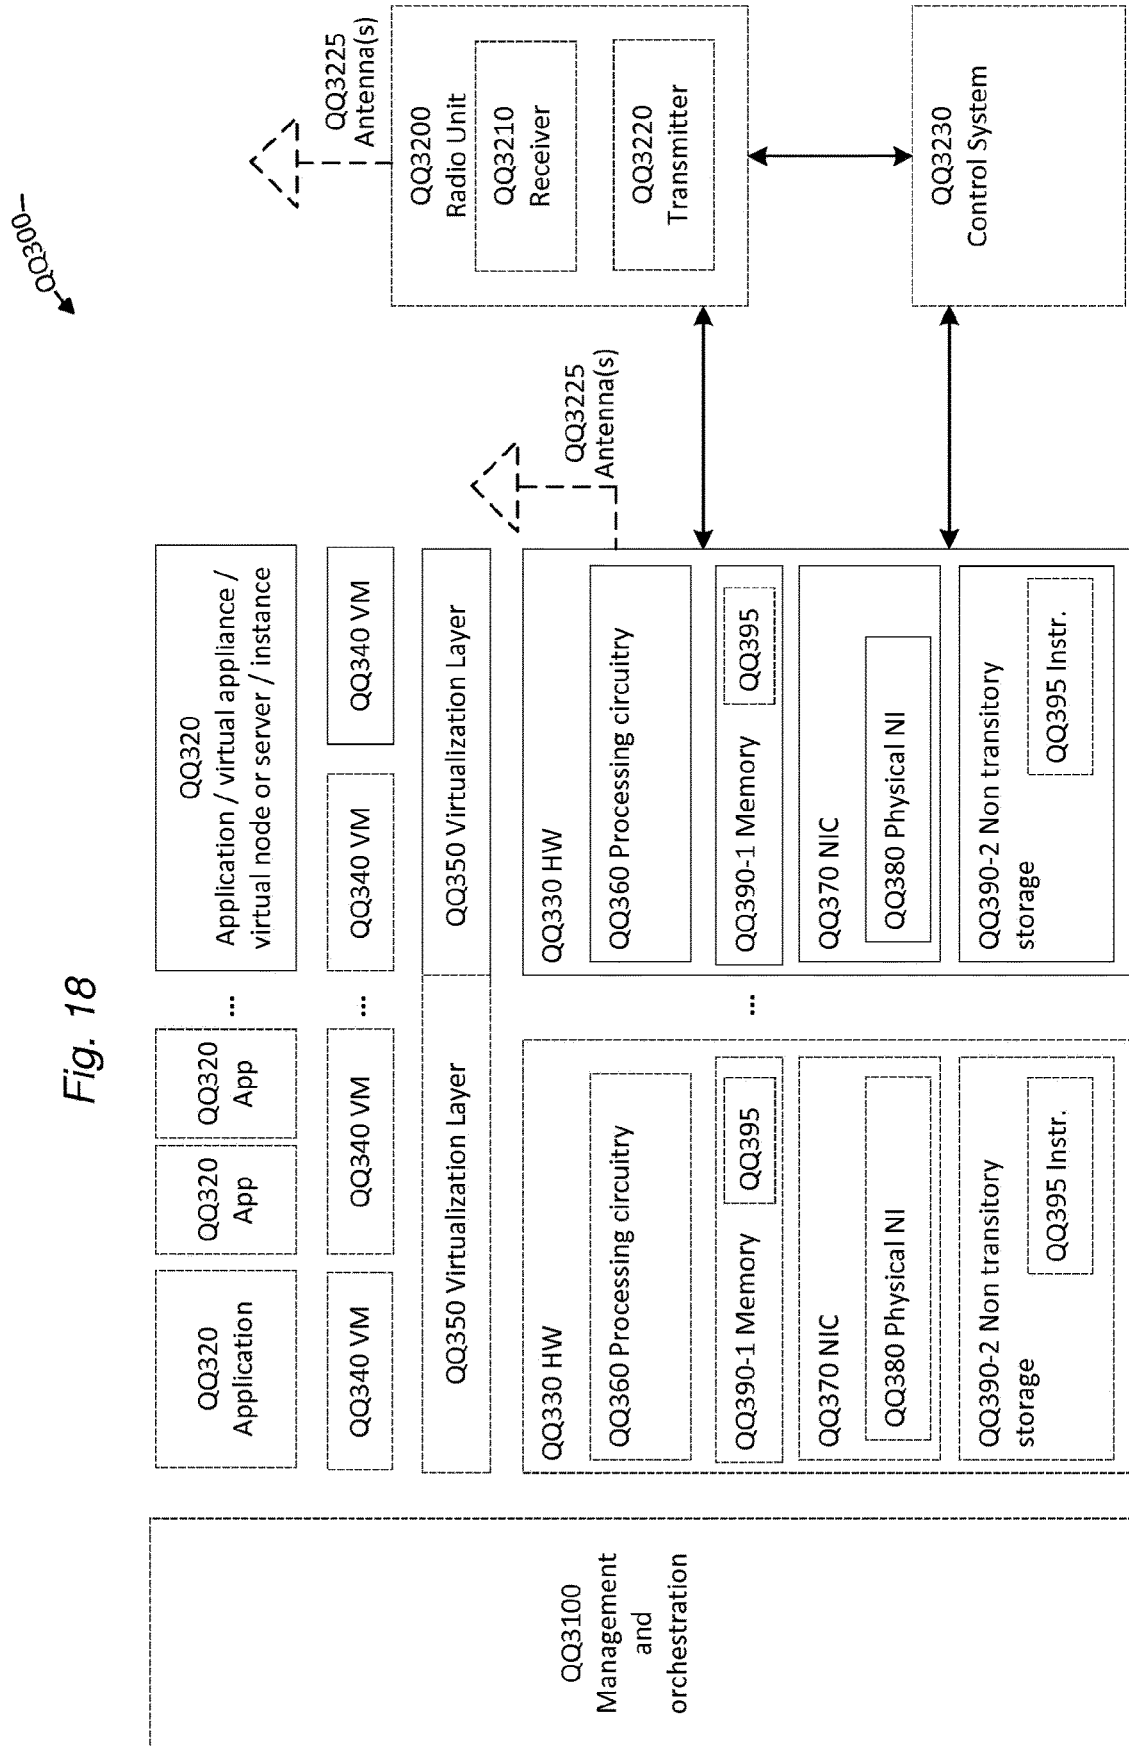 Fig. 18
QQ300
QQ3100
Management
and
orchestration
QQ320
Application
QQ320
App
QQ320
App
...
QQ320
Application / virtual appliance /
virtual node or server / instance
QQ340 VM
QQ340 VM
...
QQ340 VM
QQ340 VM
QQ350 Virtualization Layer
QQ350 Virtualization Layer
QQ330 HW
QQ360 Processing circuitry
QQ390-1 Memory
QQ395
QQ370 NIC
QQ380 Physical NI
QQ390-2 Non transitory
storage
QQ395 Instr.
...
QQ330 HW
QQ360 Processing circuitry
QQ390-1 Memory
QQ395
QQ370 NIC
QQ380 Physical NI
QQ390-2 Non transitory
storage
QQ395 Instr.
QQ3225
Antenna(s)
QQ3225
Antenna(s)
QQ3200
Radio Unit
QQ3210
Receiver
QQ3220
Transmitter
QQ3230
Control System